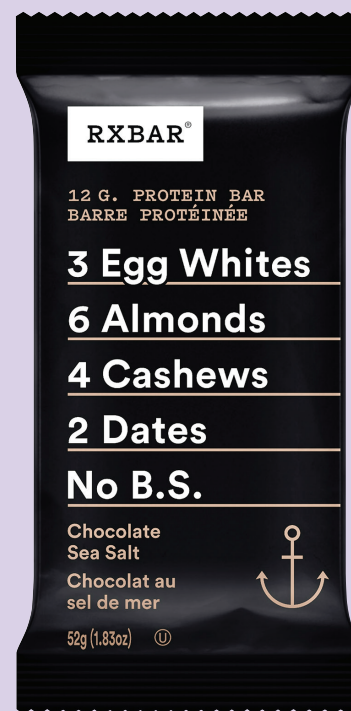 RXBAR®
12 G. PROTEIN BAR
BARRE PROTÉINÉE
3 Egg Whites
6 Almonds
4 Cashews
2 Dates
No B.S.
Chocolate
Sea Salt
Chocolat au
sel de mer
52g (1.83oz) Ⓤ